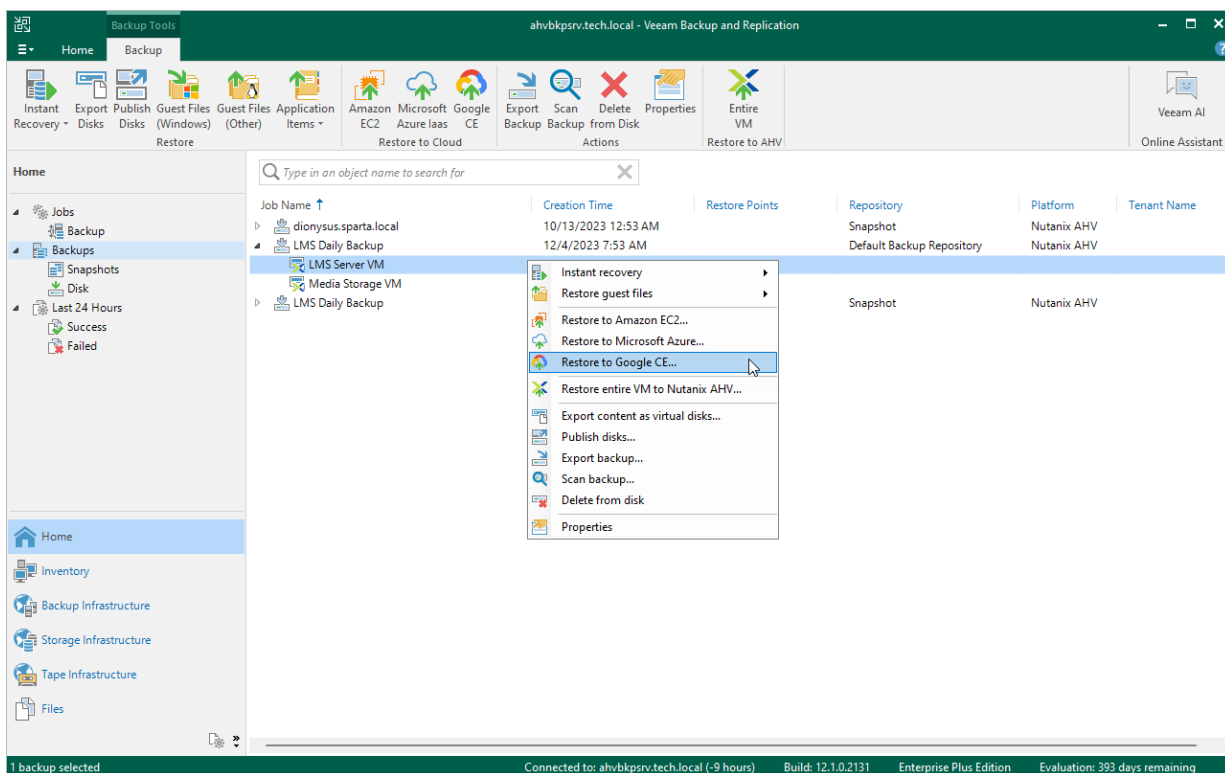 Backup Tools
ahvbkpsrv.tech.local - Veeam Backup and Replication
Home Backup
Instant Recovery
Export Disks
Publish Disks
Guest Files (Windows)
Guest Files (Other)
Application Items
Restore
Amazon EC2
Microsoft Azure Iaas
Google CE
Restore to Cloud
Export Backup
Scan Backup
Delete from Disk
Properties
Actions
Entire VM
Restore to AHV
Veeam AI
Online Assistant
Home
Jobs
Backup
Backups
Snapshots
Disk
Last 24 Hours
Success
Failed
Home
Inventory
Backup Infrastructure
Storage Infrastructure
Tape Infrastructure
Files
Type in an object name to search for
Job Name Creation Time Restore Points Repository Platform Tenant Name
dionysus.sparta.local 10/13/2023 12:53 AM Snapshot Nutanix AHV
LMS Daily Backup 12/4/2023 7:53 AM Default Backup Repository Nutanix AHV
LMS Server VM
Media Storage VM
LMS Daily Backup Snapshot Nutanix AHV
Instant recovery
Restore guest files
Restore to Amazon EC2...
Restore to Microsoft Azure...
Restore to Google CE...
Restore entire VM to Nutanix AHV...
Export content as virtual disks...
Publish disks...
Export backup...
Scan backup...
Delete from disk
Properties
1 backup selected
Connected to: ahvbkpsrv.tech.local (-9 hours) Build: 12.1.0.2131 Enterprise Plus Edition Evaluation: 393 days remaining